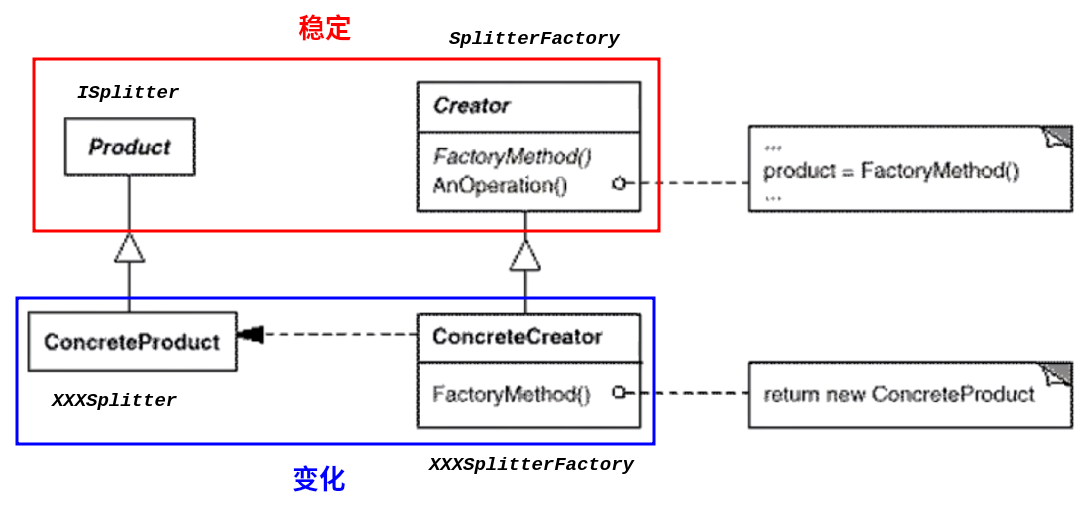 稳定
SplitterFactory
ISplitter
Product
Creator
FactoryMethod()
AnOperation()
...
product = FactoryMethod()
...
ConcreteProduct
XXXSplitter
ConcreteCreator
FactoryMethod()
return new ConcreteProduct
XXXSplitterFactory
变化